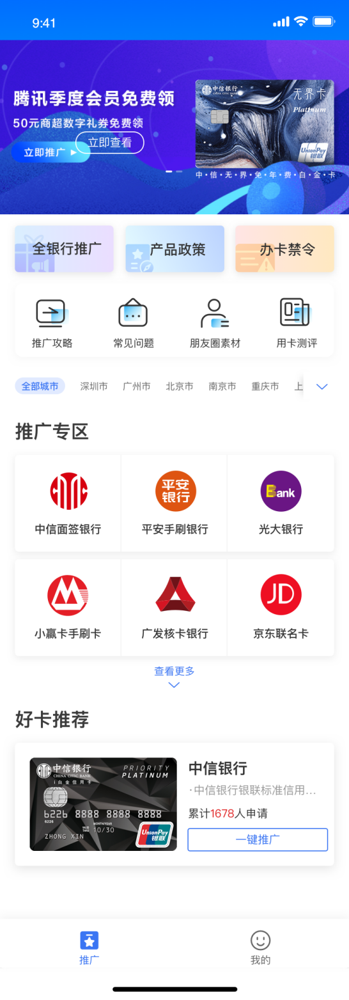 9:41
腾讯季度会员免费领
50元商超数字礼券免费领
立即推广
立即查看
中信银行
CHINA CITIC BANK
无界卡
Platinum
UnionPay
银联
中·信·无·界·免·年·费·白·金·卡
全银行推广
产品政策
办卡禁令
推广攻略
常见问题
朋友圈素材
用卡测评
全部城市
深圳市
广州市
北京市
南京市
重庆市
上
推广专区
平安
银行
Bank
中信面签银行
平安手刷银行
光大银行
JD
小赢卡手刷卡
广发核卡银行
京东联名卡
查看更多
好卡推荐
中信银行
CHINA CITIC BANK
i白金信用卡
PRIORITY
PLATINUM
6226 8888 8888 8888
6226
MONTH/YEAR
VALID
THRU
10/30
ZHONG XIN
UnionPay
银联
中信银行
·中信银行银联标准信用...
累计1678人申请
一键推广
推广
我的